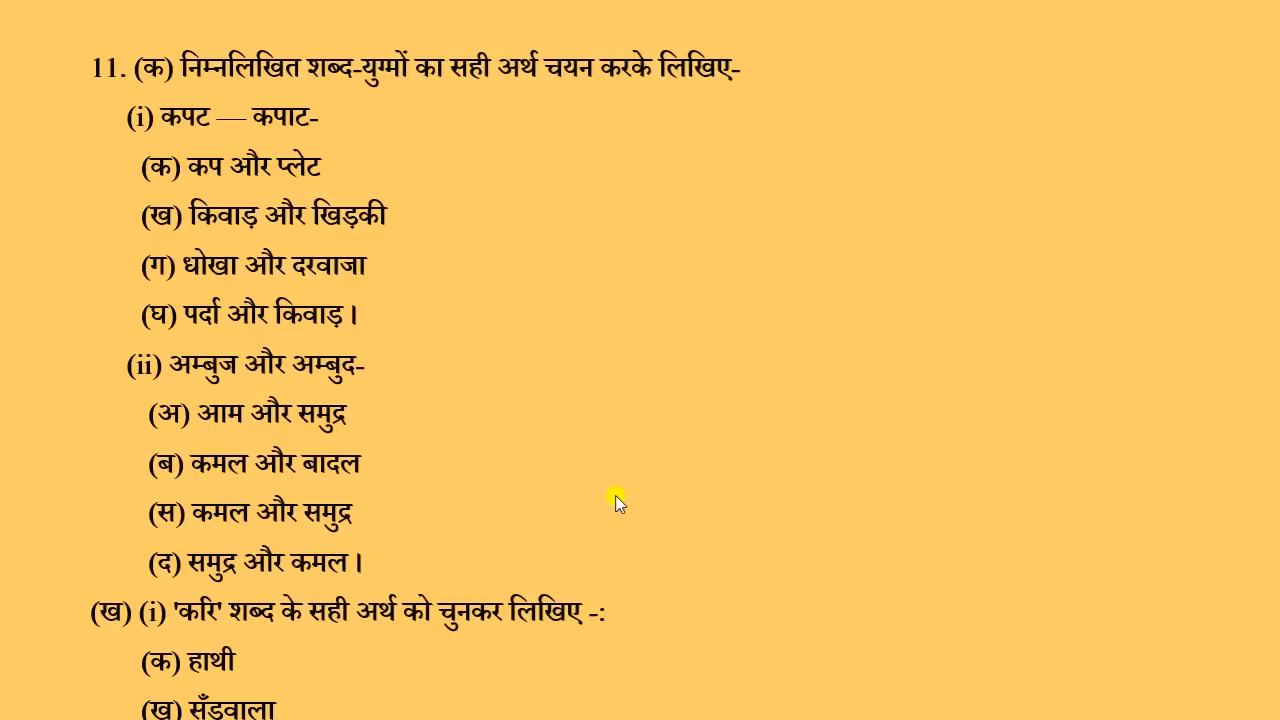 11. (क) निम्नलिखित शब्द-युग्मों का सही अर्थ चयन करके लिखिए-
(i) कपट — कपाट-
(क) कप और प्लेट
(ख) किवाड़ और खिड़की
(ग) धोखा और दरवाजा
(घ) पर्दा और किवाड़।
(ii) अम्बुज और अम्बुद-
(अ) आम और समुद्र
(ब) कमल और बादल
(स) कमल और समुद्र
(द) समुद्र और कमल।
(ख) (i) 'करि' शब्द के सही अर्थ को चुनकर लिखिए -:
(क) हाथी
(ख) सूँडवाला